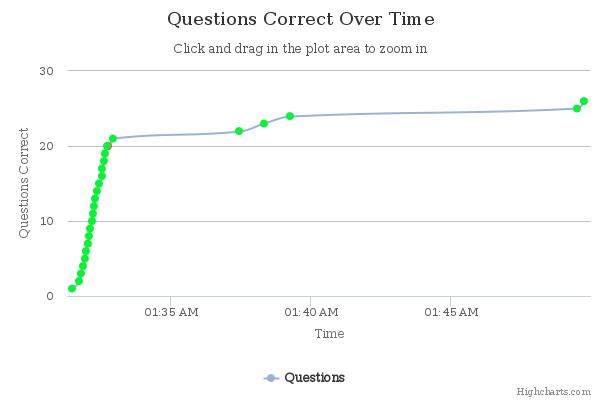 Questions Correct Over Time
Click and drag in the plot area to zoom in
Questions Correct
30
20
10
0
01:35 AM
01:40 AM
01:45 AM
Time
Questions
Highcharts.com